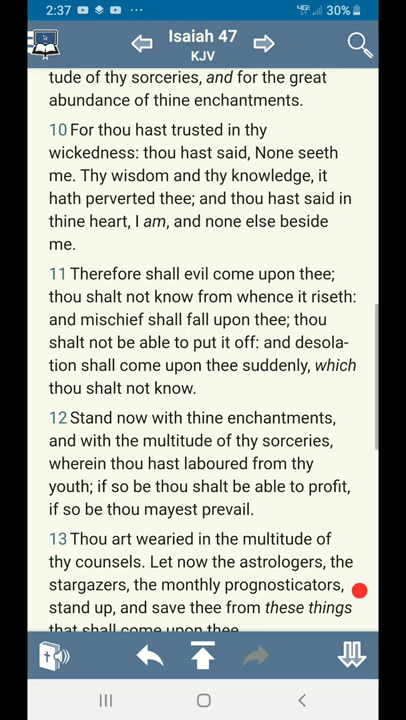 2:37
30%
Isaiah 47
KJV
tude of thy sorceries, and for the great
abundance of thine enchantments.
10 For thou hast trusted in thy
wickedness: thou hast said, None seeth
me. Thy wisdom and thy knowledge, it
hath perverted thee; and thou hast said in
thine heart, I am, and none else beside
me.
11 Therefore shall evil come upon thee;
thou shalt not know from whence it riseth:
and mischief shall fall upon thee; thou
shalt not be able to put it off: and desola-
tion shall come upon thee suddenly, which
thou shalt not know.
12 Stand now with thine enchantments,
and with the multitude of thy sorceries,
wherein thou hast laboured from thy
youth; if so be thou shalt be able to profit,
if so be thou mayest prevail.
13 Thou art wearied in the multitude of
thy counsels. Let now the astrologers, the
stargazers, the monthly prognosticators,
stand up, and save thee from these things
that shall come upon thee